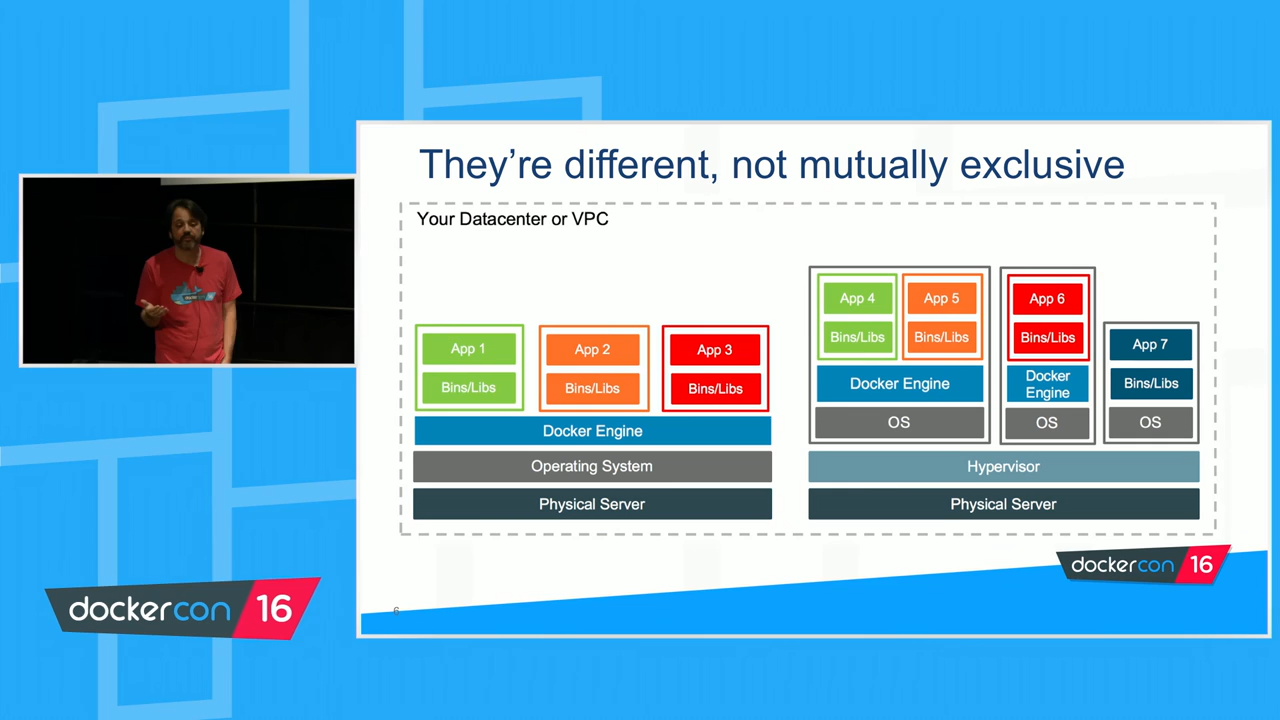 They're different, not mutually exclusive
Your Datacenter or VPC
App 1
Bins/Libs
App 2
Bins/Libs
App 3
Bins/Libs
Docker Engine
Operating System
Physical Server
App 4
Bins/Libs
App 5
Bins/Libs
Docker Engine
OS
App 6
Bins/Libs
Docker
Engine
OS
App 7
Bins/Libs
OS
Hypervisor
Physical Server
dockercon 16
6
dockercon 16